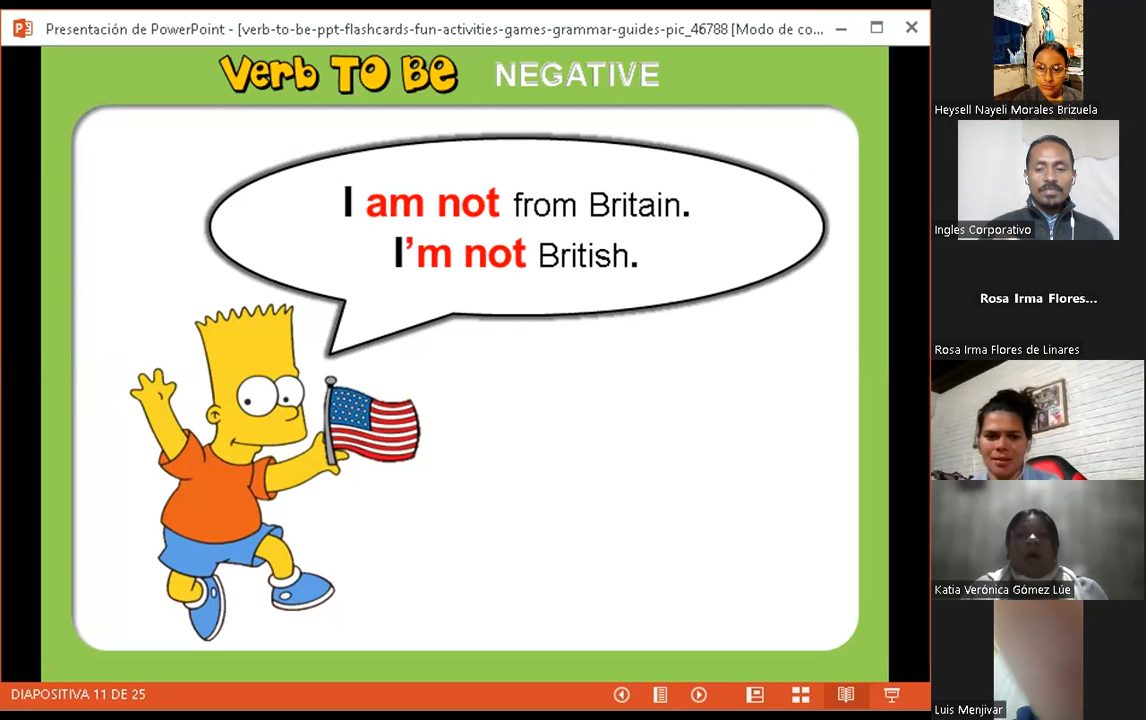 Presentación de PowerPoint - [verb-to-be-ppt-flashcards-fun-activities-games-grammar-guides-pic_46788 [Modo de co...
Verb TO Be NEGATIVE
I am not from Britain.
I'm not British.
DIAPOSITIVA 11 DE 25
Heysell Nayeli Morales Brizuela
Ingles Corporativo
Rosa Irma Flores...
Rosa Irma Flores de Linares
Katia Verónica Gómez Lúe
Luis Menjivar